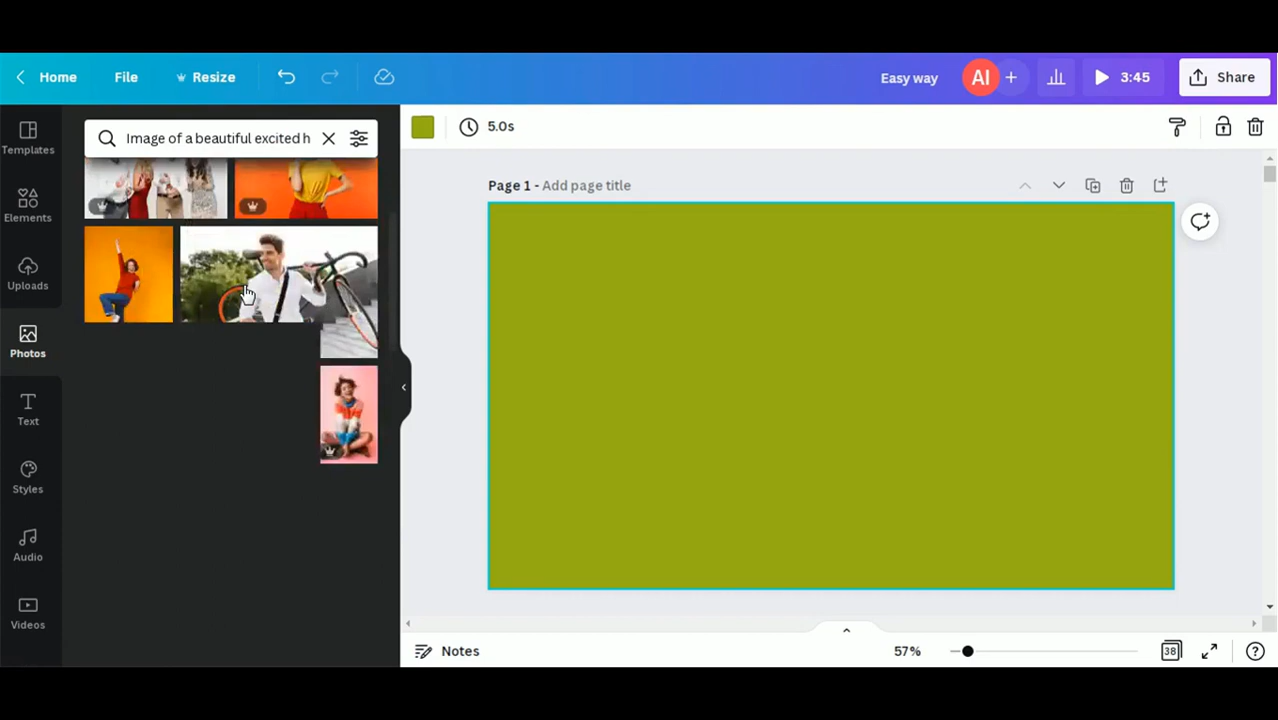 Home File Resize Easy way AI + 3:45 Share
Templates
Elements
Uploads
Photos
Text
Styles
Audio
Videos
Image of a beautiful excited h
5.0s
Page 1 - Add page title
Notes 57% 38 ?